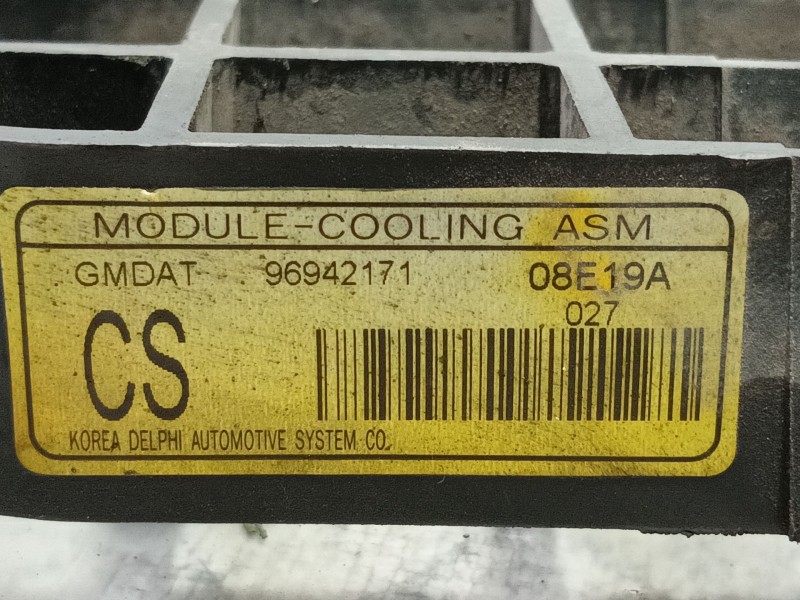 MODULE-COOLING ASM
GMDAT 96942171 08E19A
027
CS
KOREA DELPHI AUTOMOTIVE SYSTEM CO.